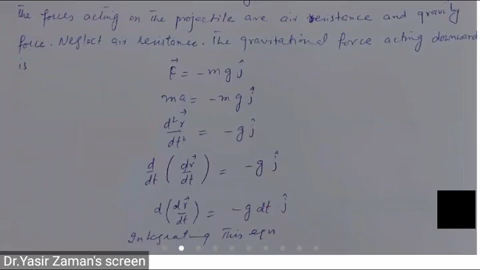 the forces acting on the projectile are air resistance and gravity
force. Neglect air resistance. The gravitational force acting downward
is
F⃗ = -mg ĵ
ma = -mg ĵ
d²r⃗/dt² = -g ĵ
d/dt (dr⃗/dt) = -g ĵ
d(dr⃗/dt) = -g dt ĵ
Integrating this eqn
Dr.Yasir Zaman's screen